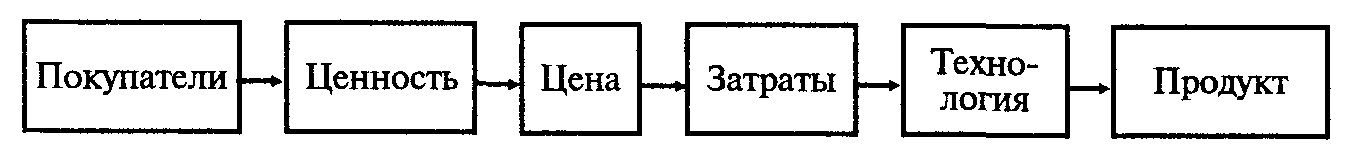 Покупатели
Ценность
Цена
Затраты
Техно-
логия
Продукт